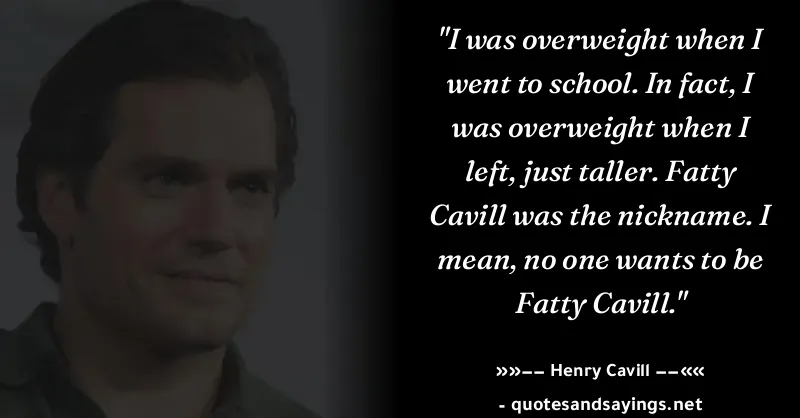 "I was overweight when I
went to school. In fact, I
was overweight when I
left, just taller. Fatty
Cavill was the nickname. I
mean, no one wants to be
Fatty Cavill."
»»−− Henry Cavill −−««
- quotesandsayings.net